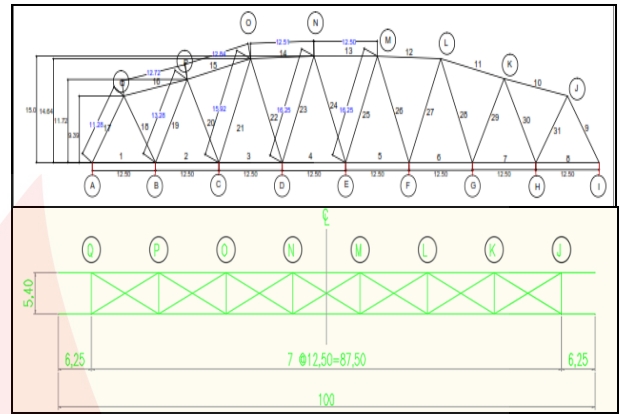 O N
12.51 12.50 M
12.64 14 13 12 L
12.72 15 11 K
16 10 J
15.0 14.64 11.72 9.39
11.28 17 18 13.28 19 20 15.92 21 22 16.25 23 24 16.25 25 26 27 28 29 30 31 9
1 2 3 4 5 6 7 8
12.50 12.50 12.50 12.50 12.50 12.50 12.50 12.50
A B C D E F G H I
℄
Q P O N M L K J
5,40
6,25 7 @12,50=87,50 6,25
100